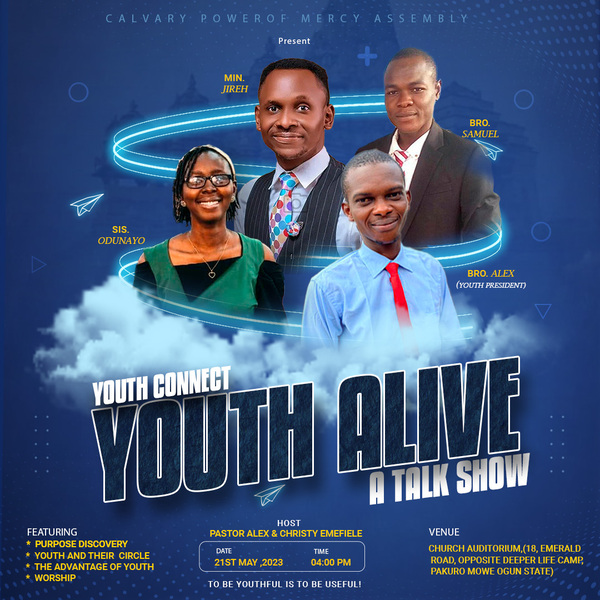 CALVARY POWEROF MERCY ASSEMBLY
Present
MIN.
JIREH
BRO.
SAMUEL
SIS.
ODUNAYO
BRO. ALEX
(YOUTH PRESIDENT)
YOUTH CONNECT
YOUTH ALIVE
A TALK SHOW
FEATURING
* PURPOSE DISCOVERY
* YOUTH AND THEIR CIRCLE
* THE ADVANTAGE OF YOUTH
* WORSHIP
HOST
PASTOR ALEX & CHRISTY EMEFIELE
DATE
21ST MAY ,2023
TIME
04:00 PM
TO BE YOUTHFUL IS TO BE USEFUL!
VENUE
CHURCH AUDITORIUM,(18, EMERALD
ROAD, OPPOSITE DEEPER LIFE CAMP,
PAKURO MOWE OGUN STATE)